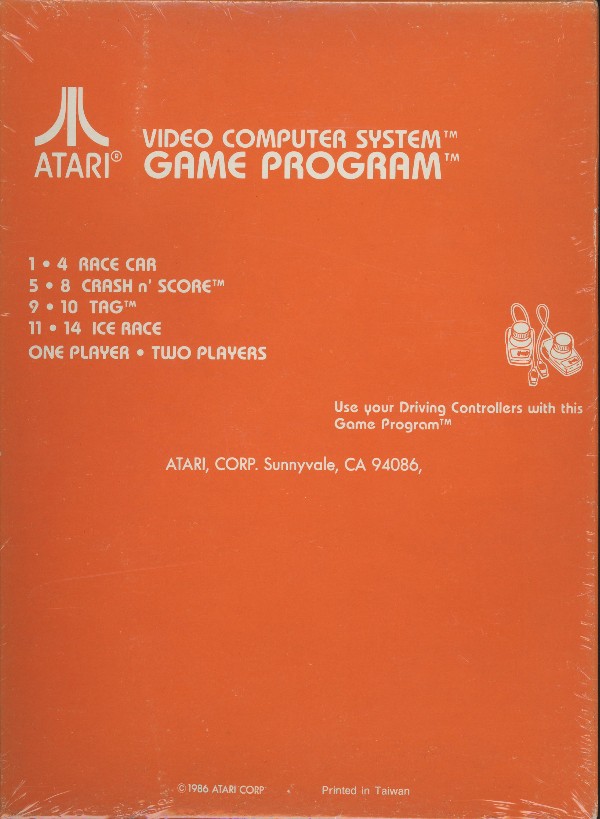 ATARI®
VIDEO COMPUTER SYSTEM™
GAME PROGRAM™
1 • 4 RACE CAR
5 • 8 CRASH n' SCORE™
9 • 10 TAG™
11 • 14 ICE RACE
ONE PLAYER • TWO PLAYERS
Use your Driving Controllers with this
Game Program™
ATARI, CORP. Sunnyvale, CA 94086,
© 1986 ATARI CORP Printed in Taiwan